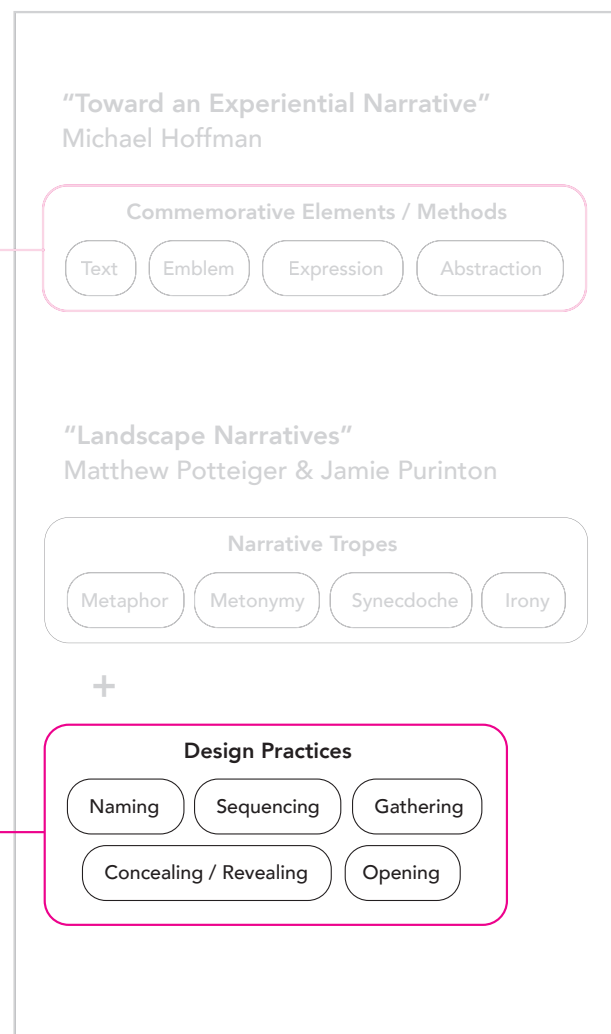 “Toward an Experiential Narrative”
Michael Hoffman
Commemorative Elements / Methods
Text Emblem Expression Abstraction
“Landscape Narratives”
Matthew Potteiger & Jamie Purinton
Narrative Tropes
Metaphor Metonymy Synecdoche Irony
+
Design Practices
Naming Sequencing Gathering
Concealing / Revealing Opening